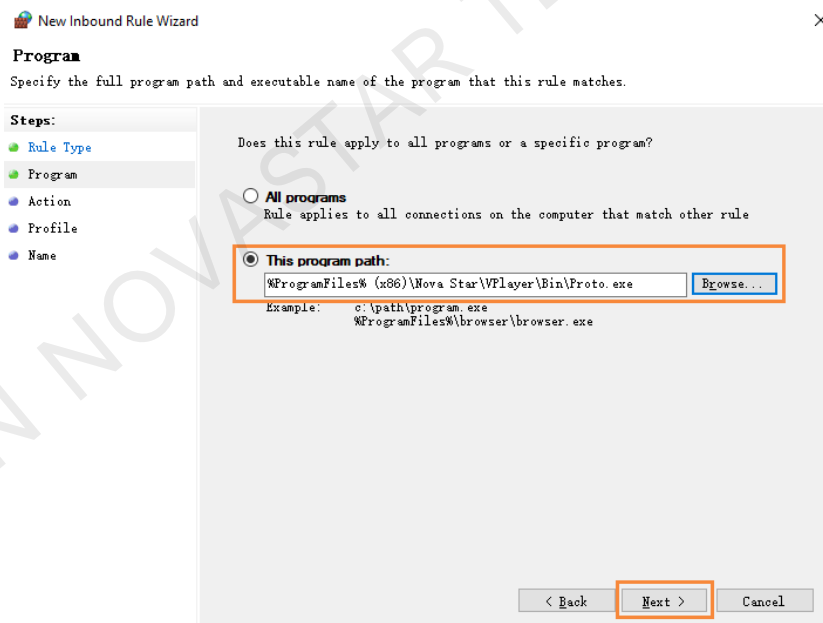 New Inbound Rule Wizard
Program
Specify the full program path and executable name of the program that this rule matches.
Steps:
Rule Type
Program
Action
Profile
Name
Does this rule apply to all programs or a specific program?
All programs
Rule applies to all connections on the computer that match other rule
This program path:
%ProgramFiles% (x86)\Nova Star\VPlayer\Bin\Proto.exe Browse...
Example: c:\path\program.exe
%ProgramFiles%\browser\browser.exe
< Back Next > Cancel
NOVASTAR